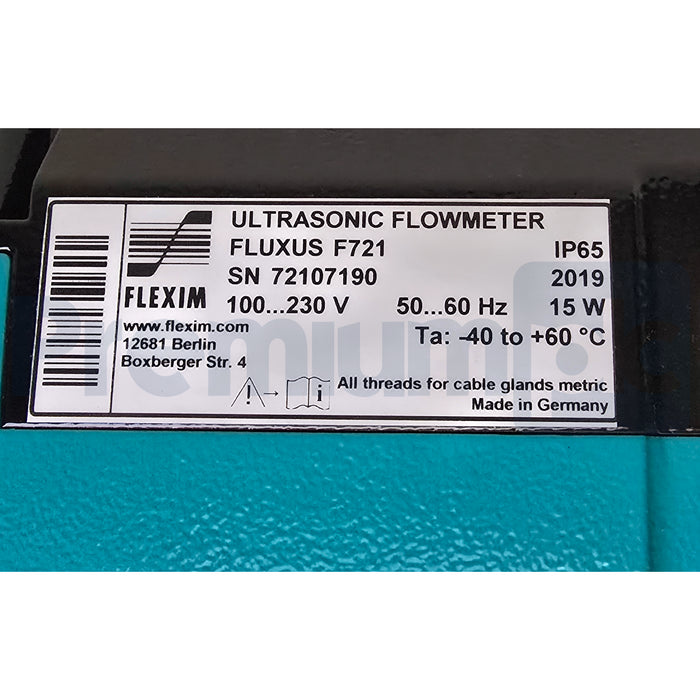 ULTRASONIC FLOWMETER
FLUXUS F721 IP65
SN 72107190 2019
FLEXIM
100...230 V 50...60 Hz 15 W
www.flexim.com
Ta: -40 to +60 °C
12681 Berlin
Boxberger Str. 4
i
All threads for cable glands metric
Made in Germany
Premium